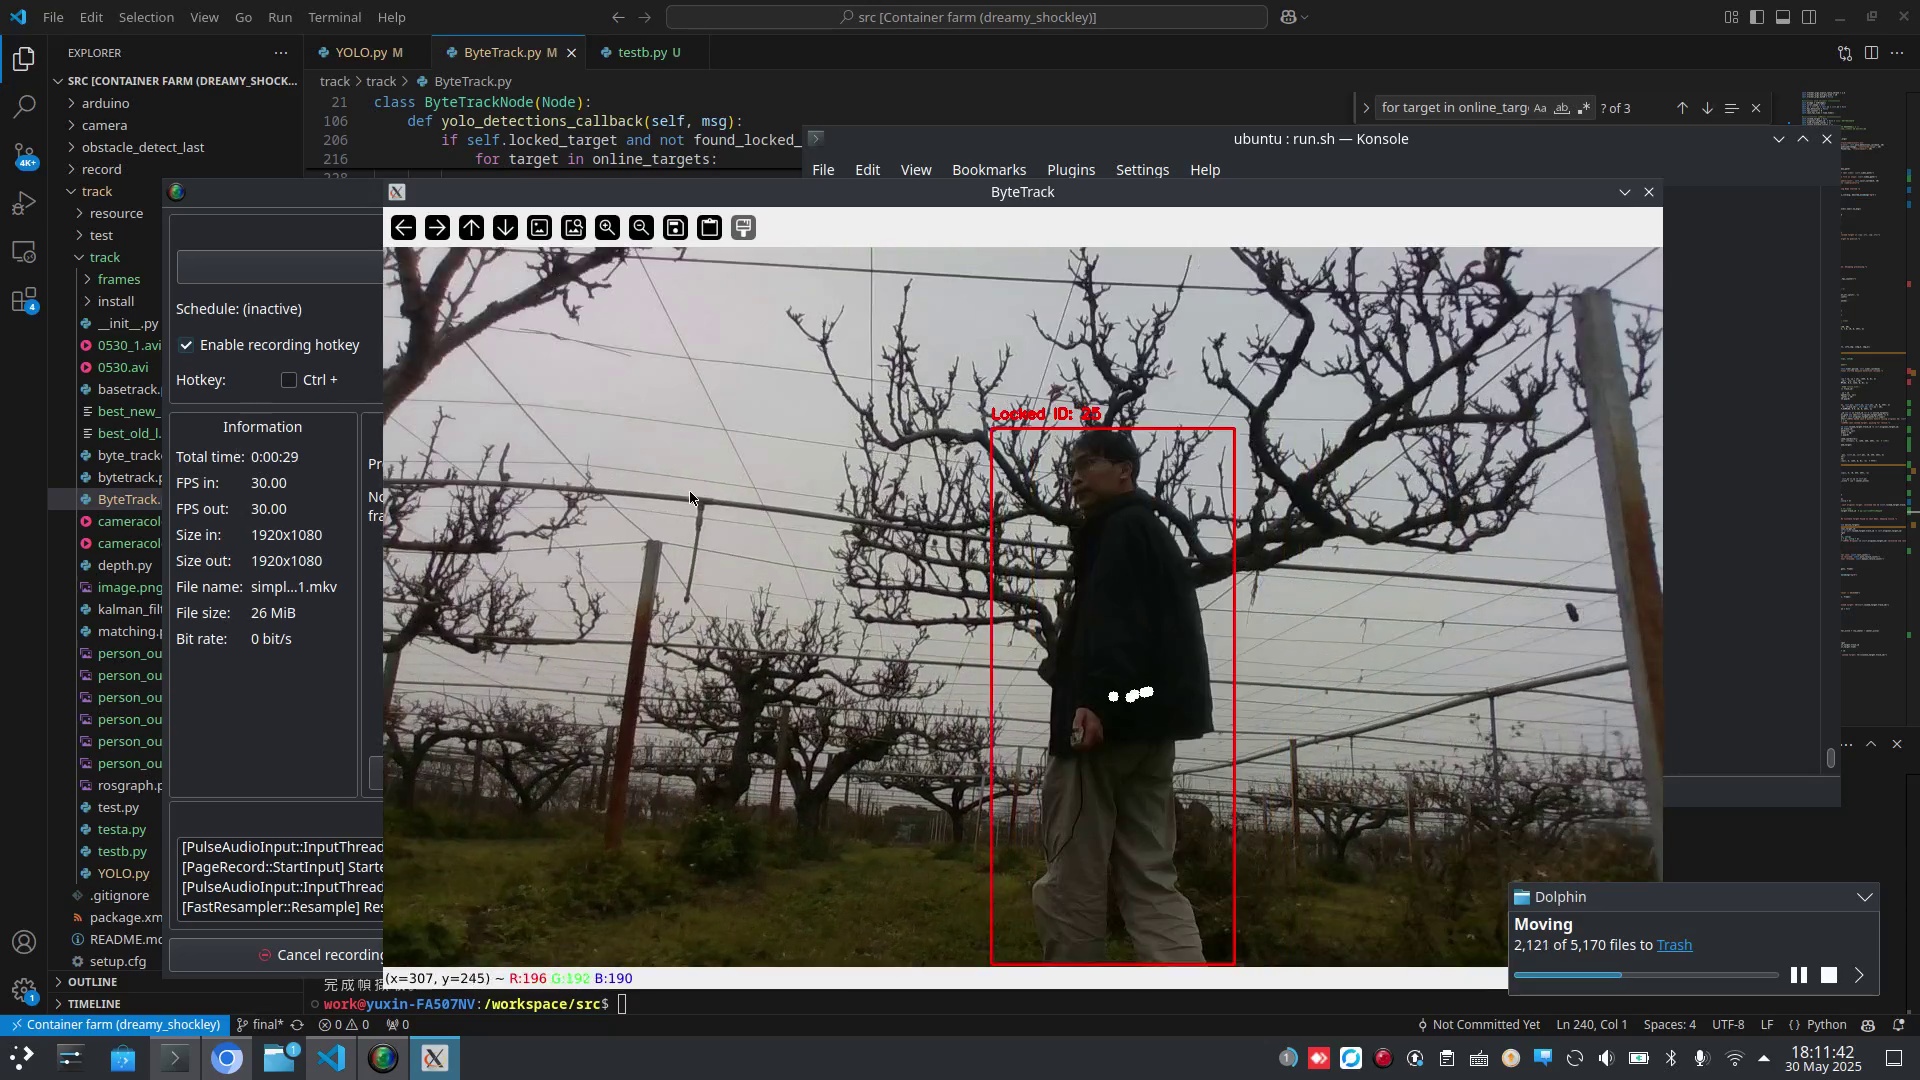 File Edit Selection View Go Run Terminal Help
src [Container farm (dreamy_shockley)]
EXPLORER
YOLO.py M
ByteTrack.py M
testb.py U
SRC [CONTAINER FARM (DREAMY_SHOCK...
track > track > ByteTrack.py
arduino
camera
obstacle_detect_last
record
track
resource
test
track
frames
install
__init__.py
0530_1.avi
0530.avi
basetrack.
best_new_
best_old_l.
byte_track
bytetrack.p
ByteTrack.
cameracol
cameracol
depth.py
image.png
kalman_filt
matching.p
person_ou
person_ou
person_ou
person_ou
person_ou
person_ou
rosgraph.p
test.py
testa.py
testb.py
YOLO.py
.gitignore
package.xm
README.md
setup.cfg
OUTLINE
TIMELINE
4K+
4
1
21 class ByteTrackNode(Node):
106 def yolo_detections_callback(self, msg):
206 if self.locked_target and not found_locked_
216 for target in online_targets:
for target in online_targ
Aa ab
? of 3
ubuntu : run.sh — Konsole
File Edit View Bookmarks Plugins Settings Help
ByteTrack
Schedule: (inactive)
Enable recording hotkey
Hotkey: Ctrl +
Information
Total time: 0:00:29
FPS in: 30.00
FPS out: 30.00
Size in: 1920x1080
Size out: 1920x1080
File name: simpl...1.mkv
File size: 26 MiB
Bit rate: 0 bit/s
Pr
No
fra
[PulseAudioInput::InputThread
[PageRecord::StartInput] Starte
[PulseAudioInput::InputThread
[FastResampler::Resample] Res
Cancel recording
Locked ID: 25
(x=307, y=245) ~ R:196 G:192 B:190
work@yuxin-FA507NV:/workspace/src$
Dolphin
Moving
2,121 of 5,170 files to Trash
Container farm (dreamy_shockley)
final*
0 0
0
Not Committed Yet
Ln 240, Col 1
Spaces: 4
UTF-8
LF
{ } Python
1
1
18:11:42
30 May 2025